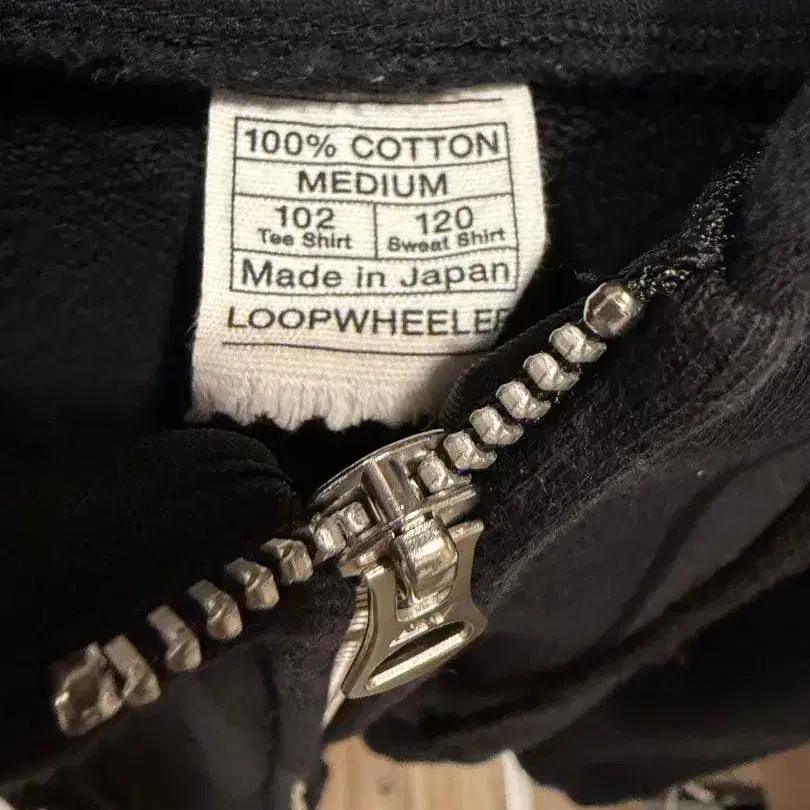 100% COTTON
MEDIUM
102 120
Tee Shirt Sweat Shirt
Made in Japan
LOOPWHEELER